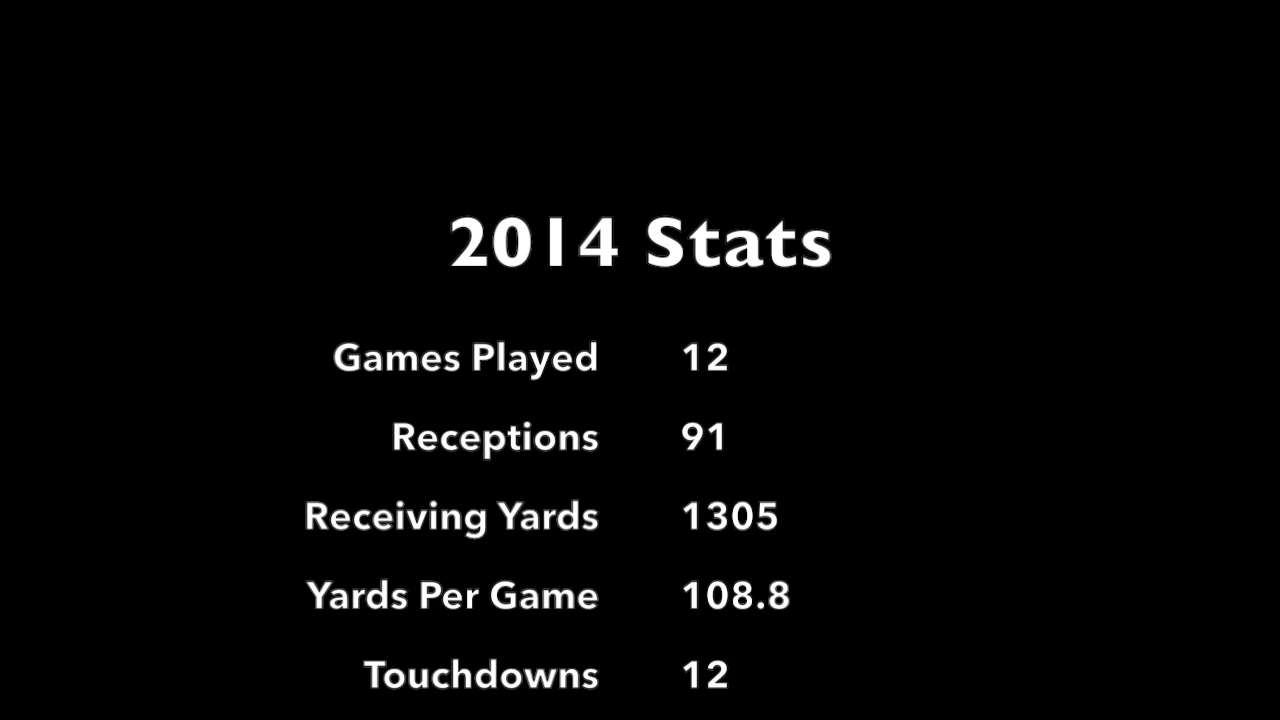 2014 Stats
Games Played 12
Receptions 91
Receiving Yards 1305
Yards Per Game 108.8
Touchdowns 12